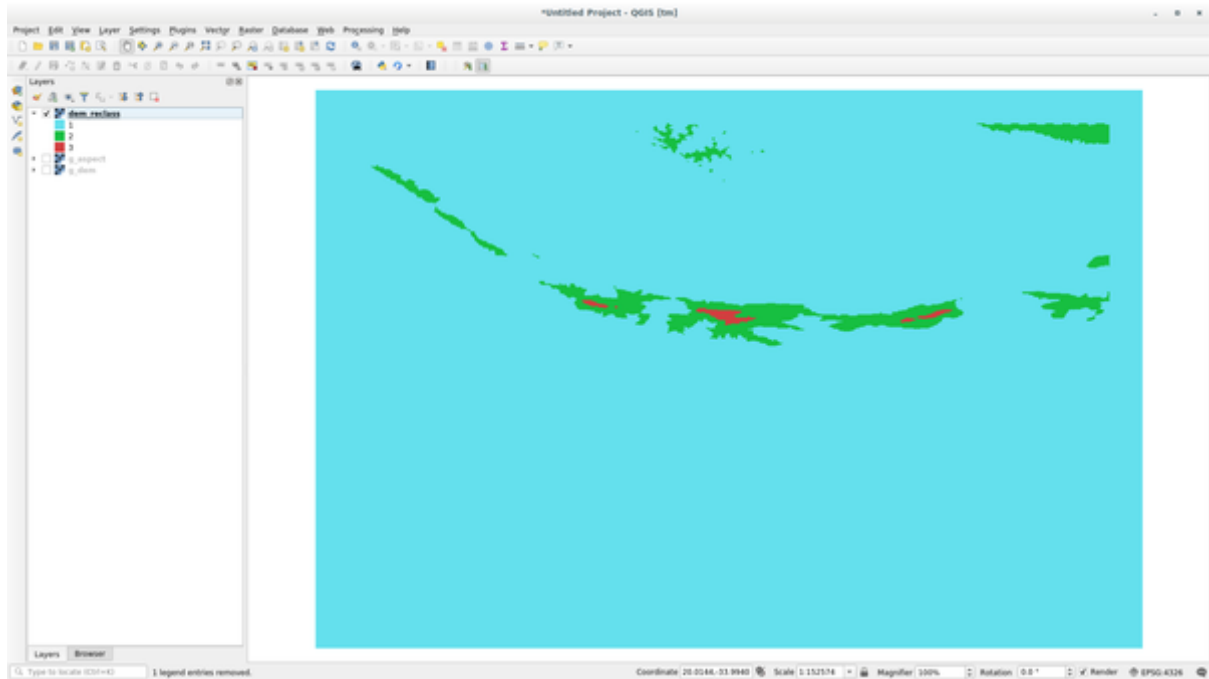 *Untitled Project - QGIS [tm]
Project Edit View Layer Settings Plugins Vector Raster Database Web Processing Help
Layers
dem_reclass
1
2
3
g_aspect
g_dem
Layers Browser
Type to locate (Ctrl+K) 1 legend entries removed. Coordinate Scale 1:152574 Magnifier 100% Rotation 0.0 ° Render EPSG:4326